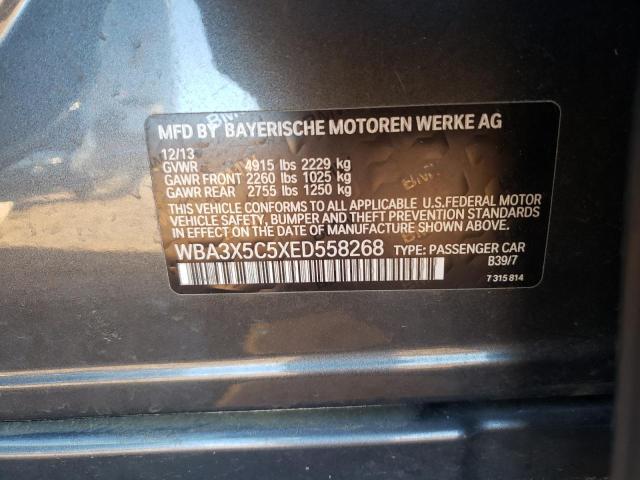 MFD BY BAYERISCHE MOTOREN WERKE AG
12/13
GVWR 4915 lbs 2229 kg
GAWR FRONT 2260 lbs 1025 kg
GAWR REAR 2755 lbs 1250 kg
THIS VEHICLE CONFORMS TO ALL APPLICABLE U.S.FEDERAL MOTOR
VEHICLE SAFETY, BUMPER AND THEFT PREVENTION STANDARDS
IN EFFECT ON THE DATE OF MANUFACTURE SHOWN ABOVE.
WBA3X5C5XED558268 TYPE: PASSENGER CAR
B39/7
7 315 814